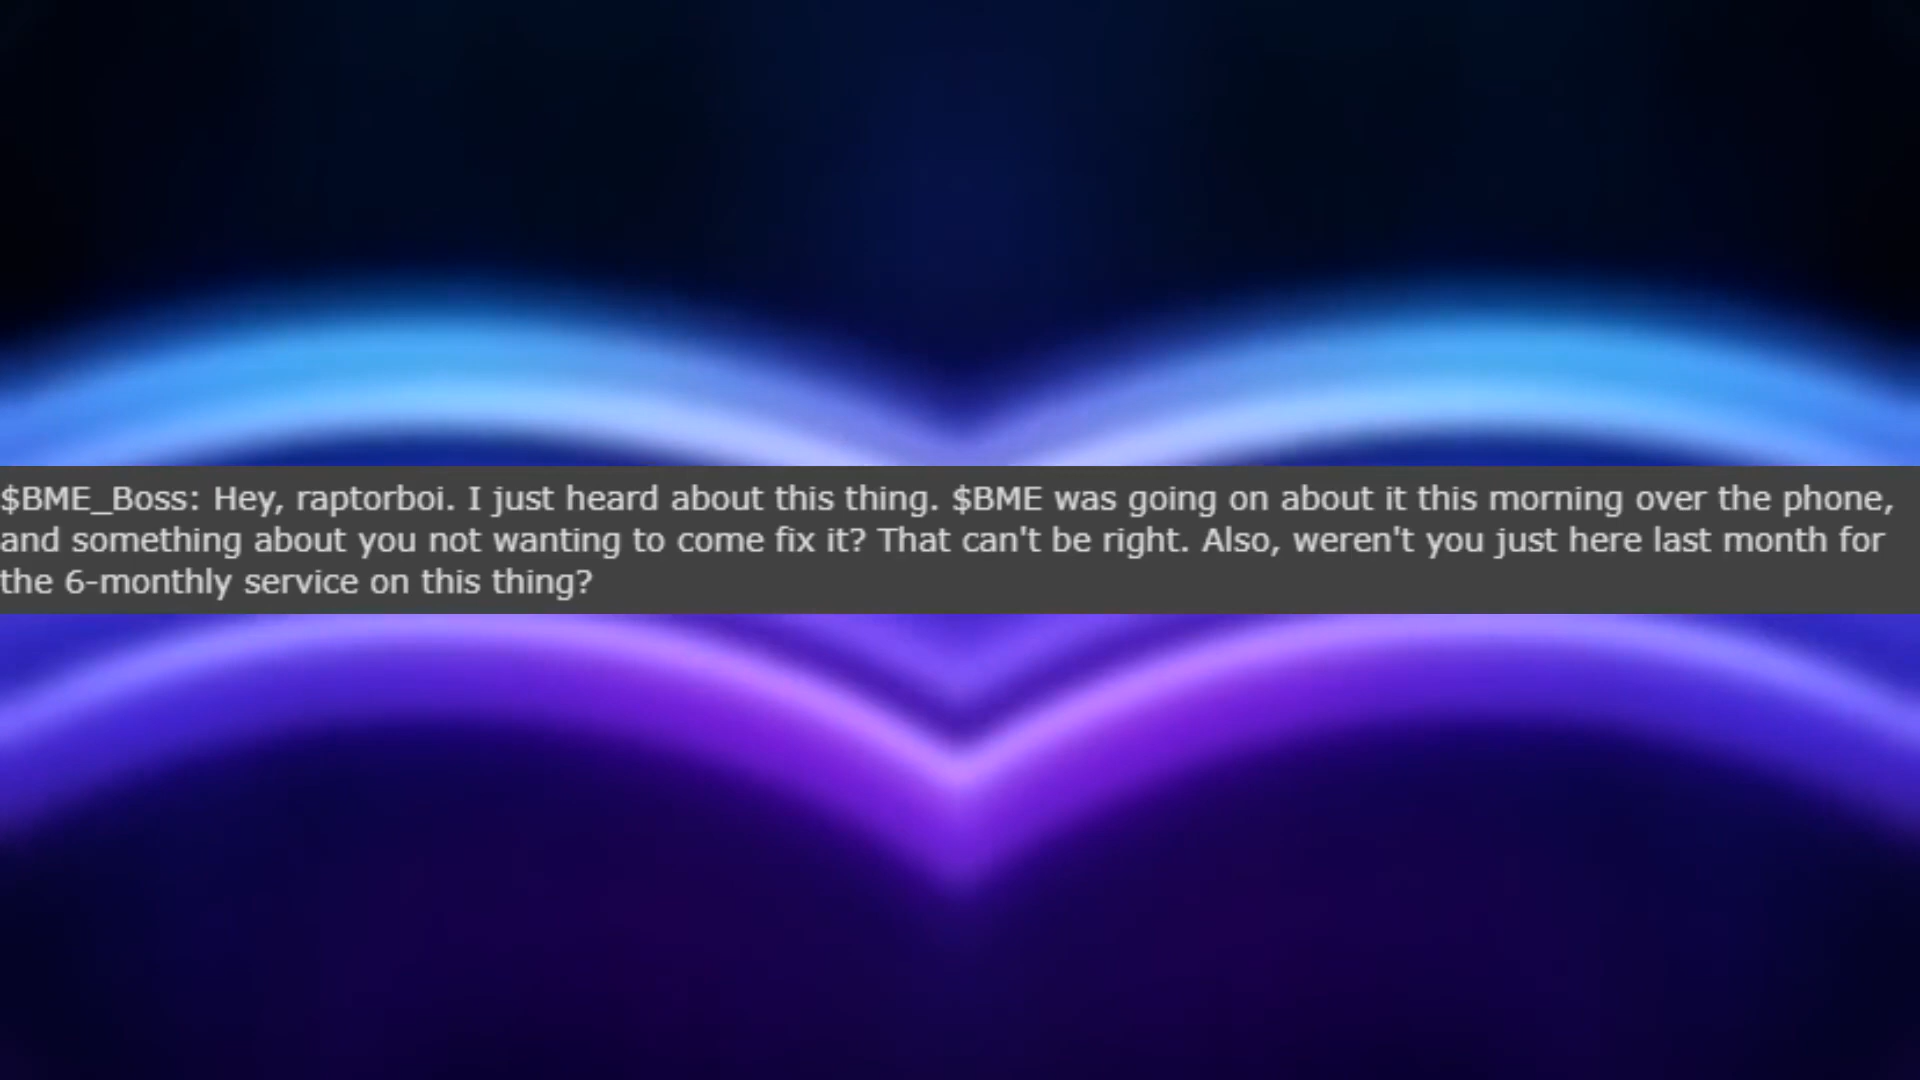 $BME_Boss: Hey, raptorboi. I just heard about this thing. $BME was going on about it this morning over the phone,
and something about you not wanting to come fix it? That can't be right. Also, weren't you just here last month for
the 6-monthly service on this thing?